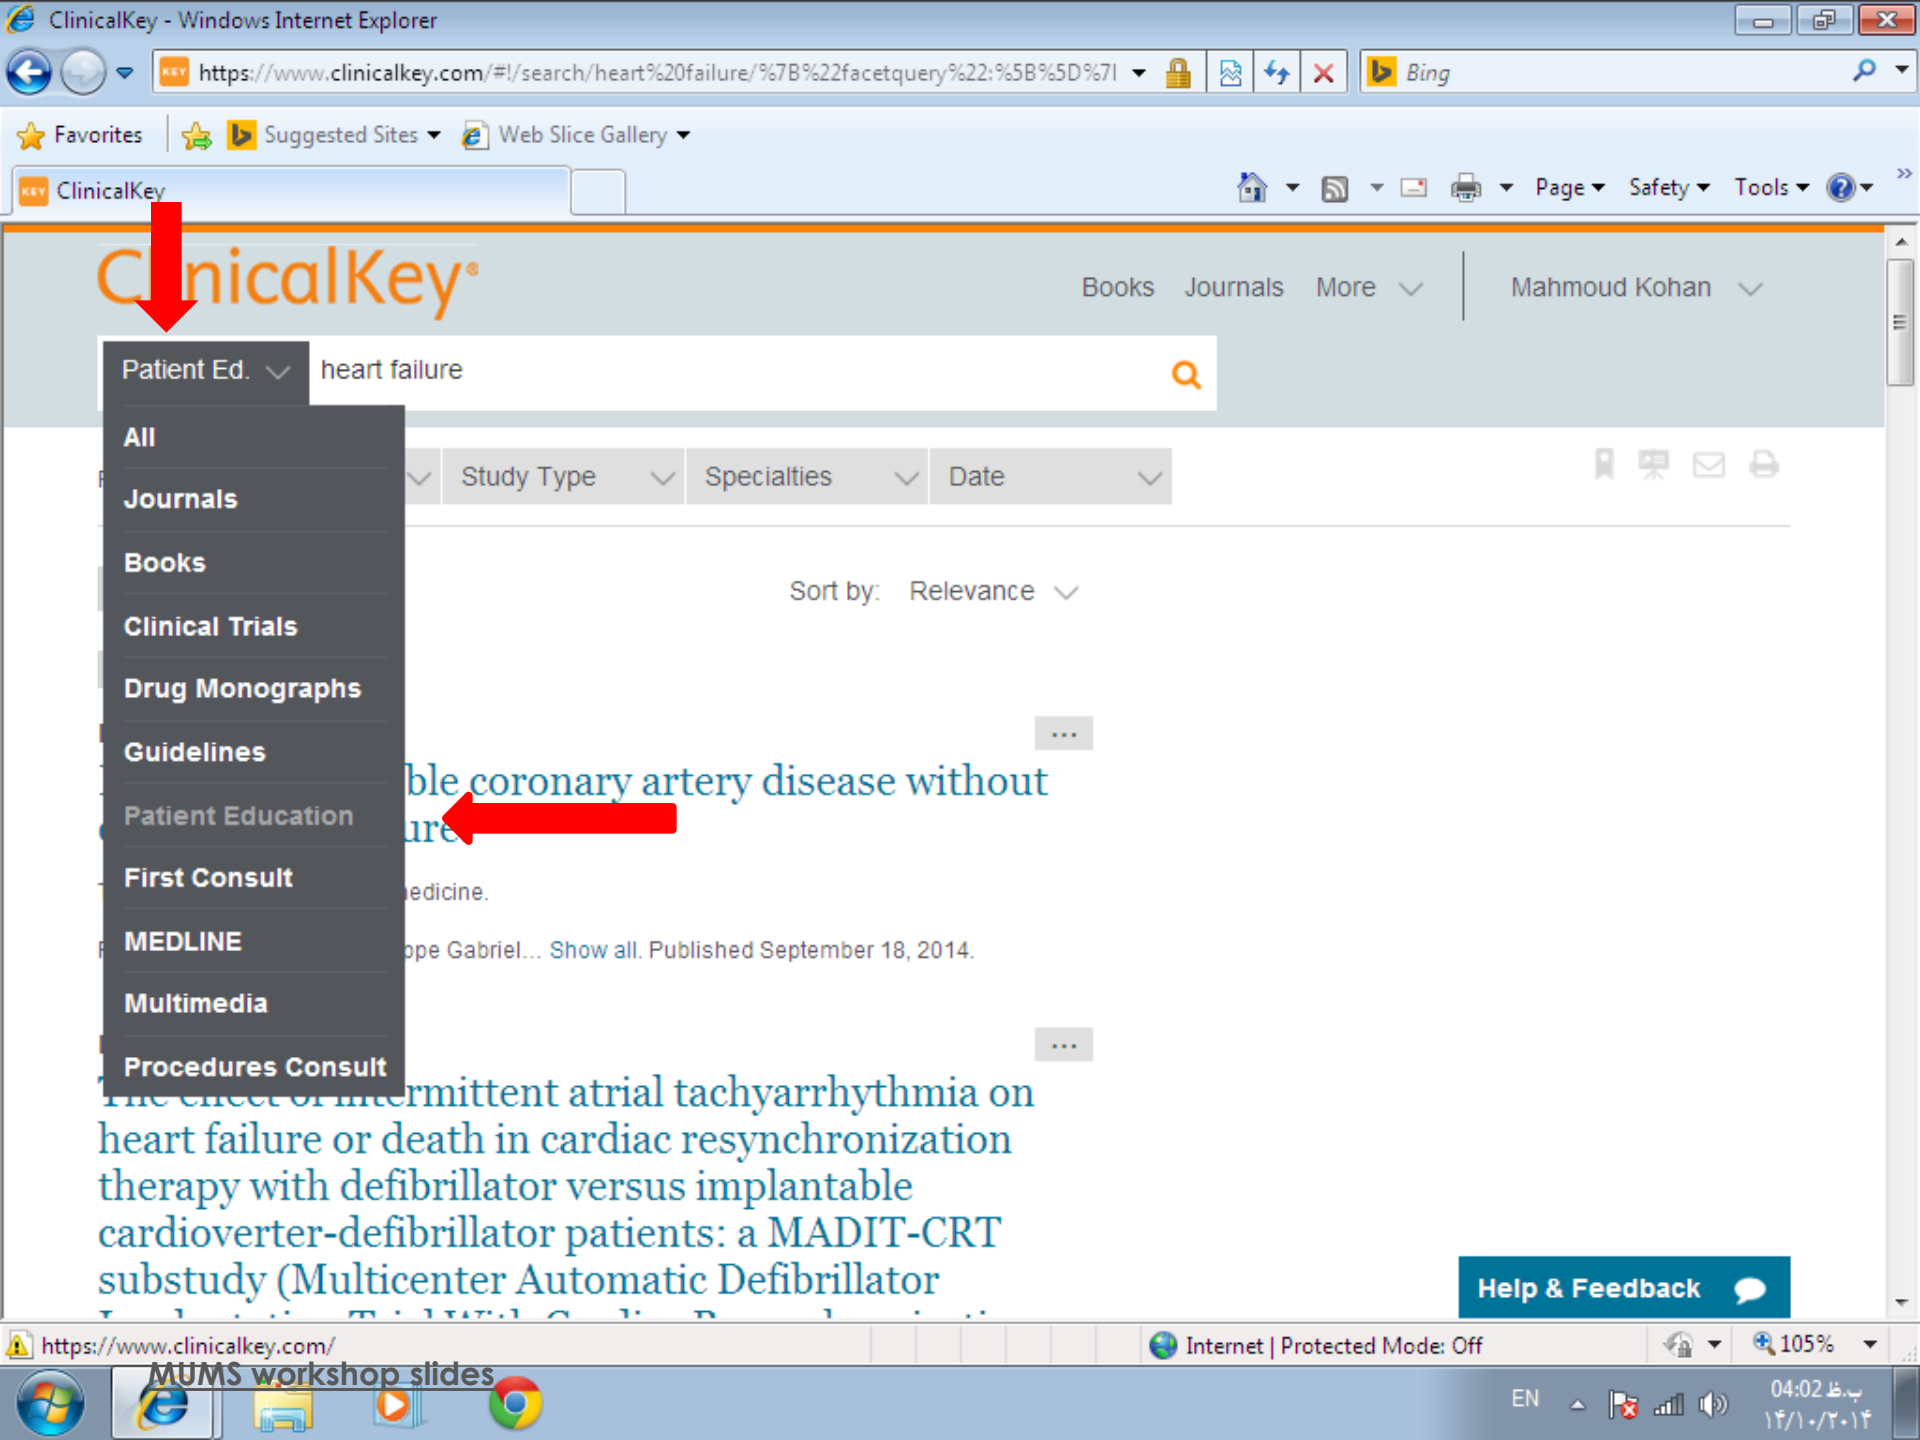 ClinicalKey - Windows Internet Explorer
https://www.clinicalkey.com/#!/search/heart%20failure/%7B%22facetquery%22:%5B%5D%7l
Bing
Favorites
Suggested Sites
Web Slice Gallery
KEY ClinicalKey
Page
Safety
Tools
ClinicalKey
Books
Journals
More
Mahmoud Kohan
Patient Ed.
heart failure
All
Journals
Books
Clinical Trials
Drug Monographs
Guidelines
Patient Education
First Consult
MEDLINE
Multimedia
Procedures Consult
Study Type
Specialties
Date
Sort by: Relevance
...
coronary artery disease without
...
Gabriel... Show all. Published September 18, 2014.
...
The effect of intermittent atrial tachyarrhythmia on
heart failure or death in cardiac resynchronization
therapy with defibrillator versus implantable
cardioverter-defibrillator patients: a MADIT-CRT
substudy (Multicenter Automatic Defibrillator
Help & Feedback
https://www.clinicalkey.com/
Internet | Protected Mode: Off
105%
MUMS workshop slides
EN
04:02 ب.ظ
۱۴/۱۰/۲۰۱۴